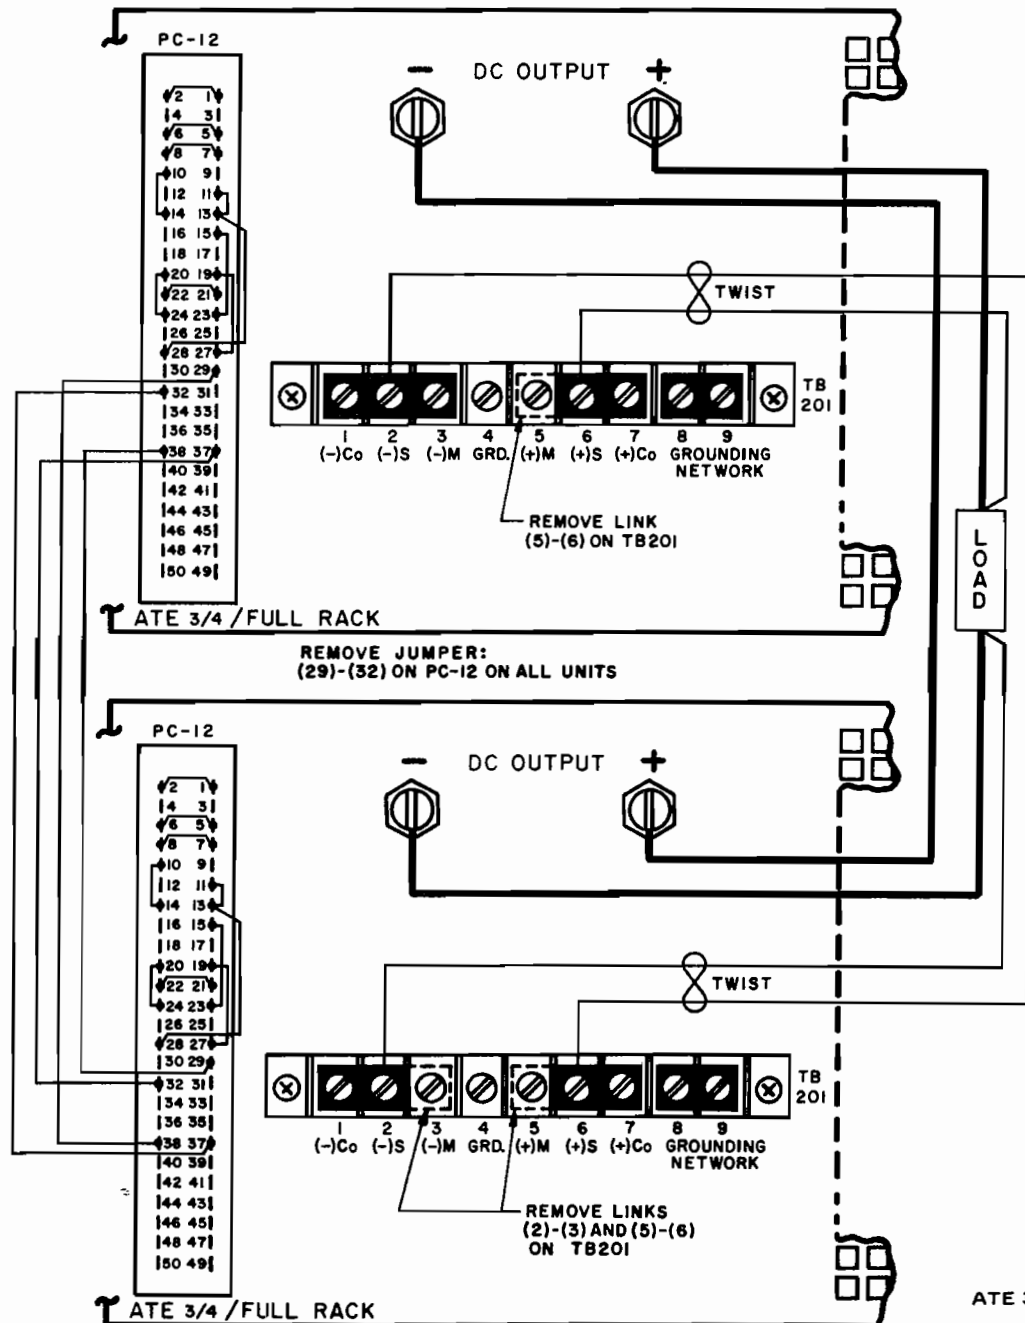 PC-12
− DC OUTPUT +
2 1
4 3
6 5
8 7
10 9
12 11
14 13
16 15
18 17
20 19
22 21
24 23
26 25
28 27
30 29
32 31
34 33
36 35
38 37
40 39
42 41
44 43
46 45
48 47
50 49
TWIST
TB
201
1 2 3 4 5 6 7 8 9
(-)Co (-)S (-)M GRD. (+)M (+)S (+)Co GROUNDING
NETWORK
REMOVE LINK
(5)-(6) ON TB201
LOAD
ATE 3/4 /FULL RACK
REMOVE JUMPER:
(29)-(32) ON PC-12 ON ALL UNITS
PC-12
− DC OUTPUT +
2 1
4 3
6 5
8 7
10 9
12 11
14 13
16 15
18 17
20 19
22 21
24 23
26 25
28 27
30 29
32 31
34 33
36 35
38 37
40 39
42 41
44 43
46 45
48 47
50 49
TWIST
TB
201
1 2 3 4 5 6 7 8 9
(-)Co (-)S (-)M GRD. (+)M (+)S (+)Co GROUNDING
NETWORK
REMOVE LINKS
(2)-(3) AND (5)-(6)
ON TB201
ATE 3/4 /FULL RACK
ATE 3